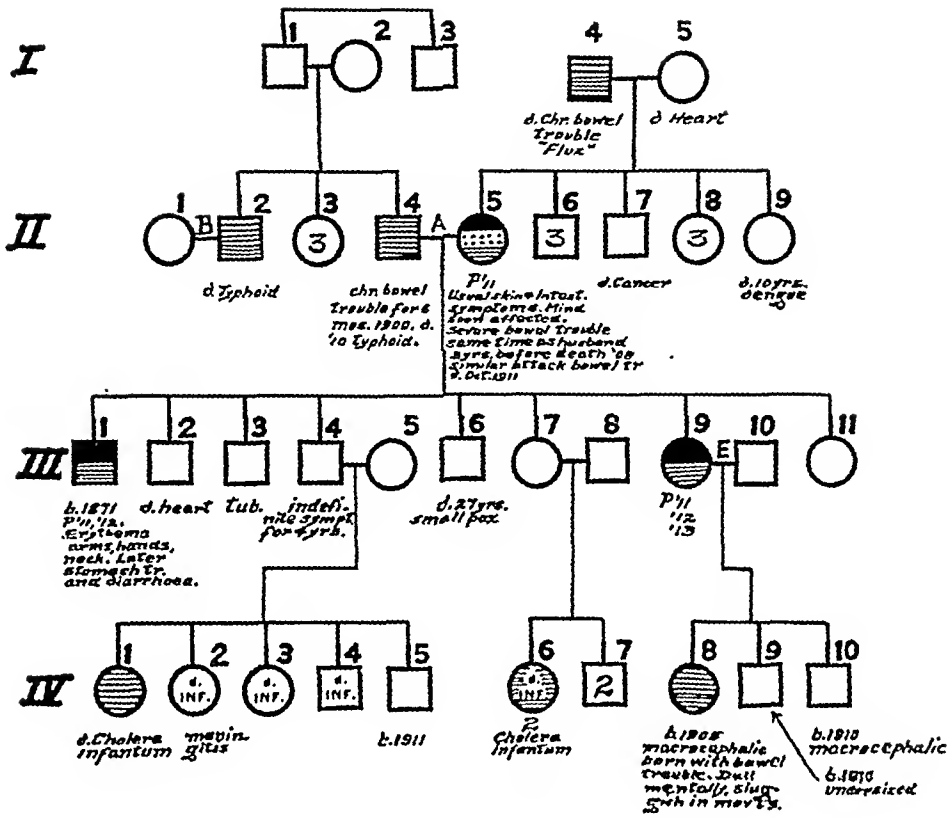 I
1
2
3
4
5
d. Chr. bowel
trouble
"Flux"
d Heart
II
1
B
2
3
4
A
5
6
7
8
9
3
3
3
d. Typhoid
chr. bowel
trouble for 6
mos. 1900. d.
'10 Typhoid.
P'11
Usual skin & Intest.
symptoms. Mind
soon affected.
Severe bowel trouble
same time as husband
yrs. before death '08
similar attack bowel tr
d. Oct. 1911
d. Cancer
d. 10 yrs.
dengue
III
1
2
3
4
5
6
7
8
9
E
10
11
b. 1871
P'11, '12.
Erythema
arms, hands,
neck. Later
stomach tr.
and diarrhoea.
d. heart
tub.
indefi-
nite sympt.
for 4 yrs.
d. 27 yrs.
small pox
P'11
'12
'13
IV
1
2
3
4
5
6
7
8
9
10
d.
INF.
d.
INF.
d.
INF.
d.
INF.
2
d. Cholera
infantum
menin-
gitis
b. 1911
2
Cholera
Infantum
b. 1908
macrocephalic
born with bowel
trouble. Dull
mentally, slug-
gish in movt's.
b. 1910
macrocephalic
b. 1910
undersized